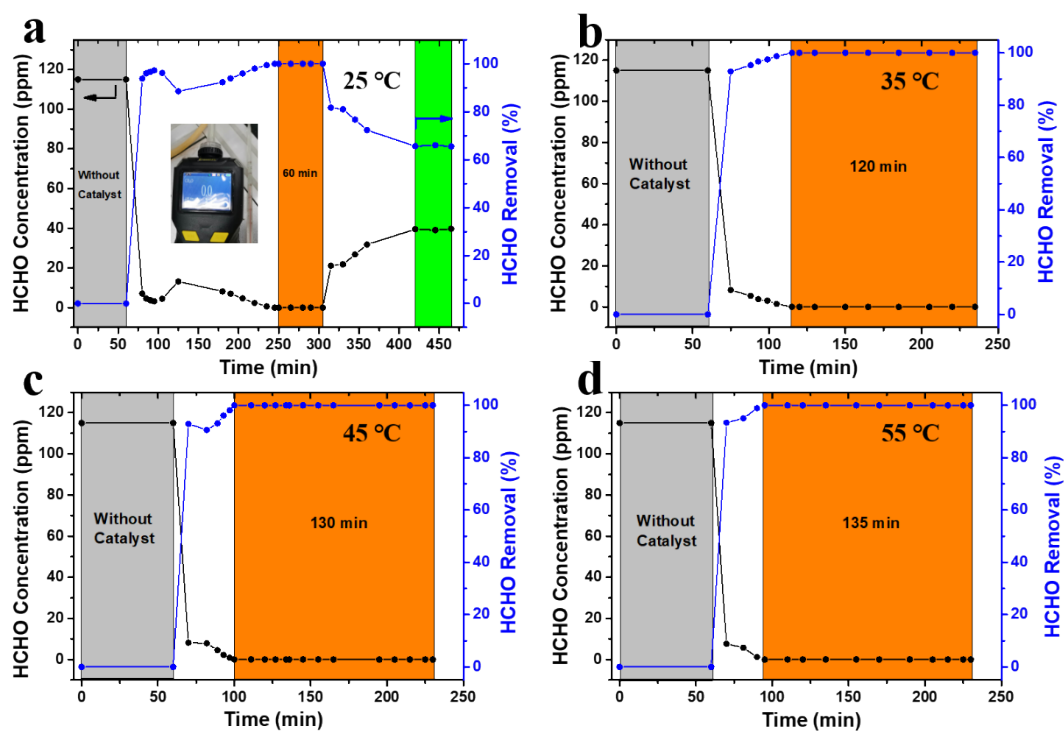 a
HCHO Concentration (ppm)
120
100
80
60
40
20
0
25 °C
Without
Catalyst
0.0
60 min
100
80
60
40
20
0
HCHO Removal (%)
0 50 100 150 200 250 300 350 400 450
Time (min)
b
HCHO Concentration (ppm)
120
100
80
60
40
20
0
35 °C
Without
Catalyst
120 min
100
80
60
40
20
0
HCHO Removal (%)
0 50 100 150 200 250
Time (min)
c
HCHO Concentration (ppm)
120
100
80
60
40
20
0
45 °C
Without
Catalyst
130 min
100
80
60
40
20
0
HCHO Removal (%)
0 50 100 150 200 250
Time (min)
d
HCHO Concentration (ppm)
120
100
80
60
40
20
0
55 °C
Without
Catalyst
135 min
100
80
60
40
20
0
HCHO Removal (%)
0 50 100 150 200 250
Time (min)